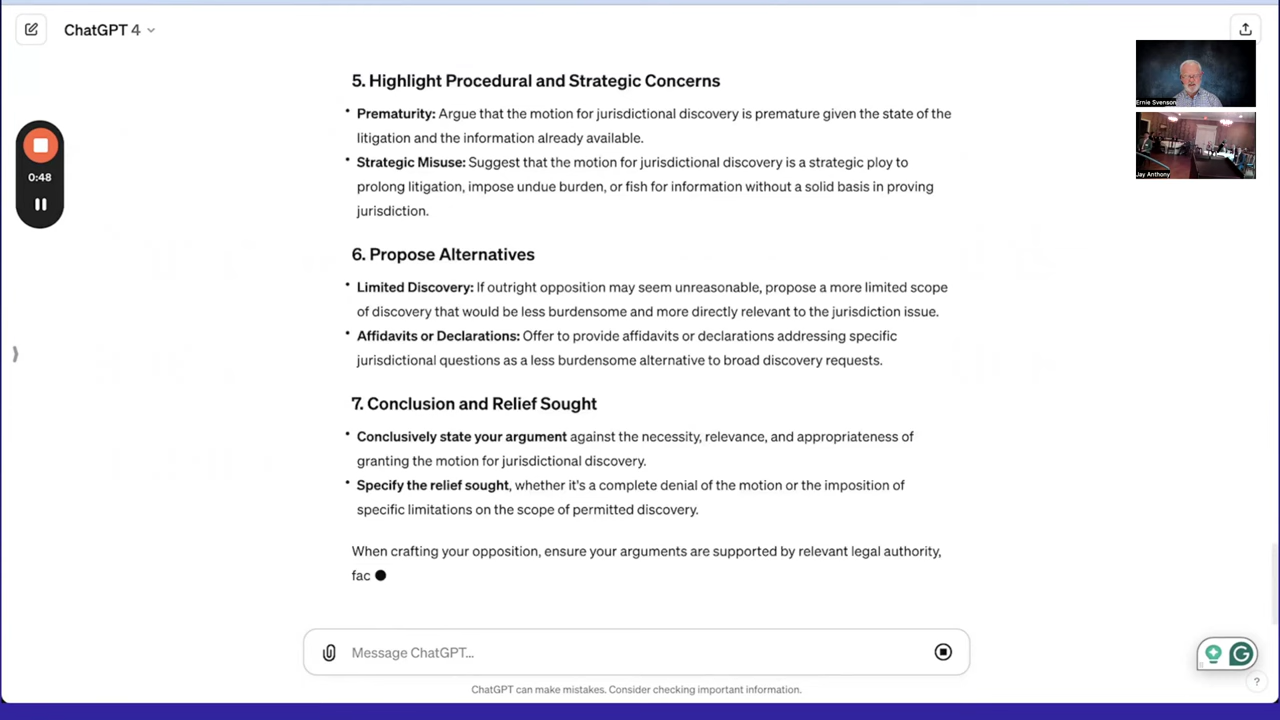 ChatGPT 4
Ernie Svenson
Jay Anthony
0:48
5. Highlight Procedural and Strategic Concerns
• Prematurity: Argue that the motion for jurisdictional discovery is premature given the state of the
litigation and the information already available.
• Strategic Misuse: Suggest that the motion for jurisdictional discovery is a strategic ploy to
prolong litigation, impose undue burden, or fish for information without a solid basis in proving
jurisdiction.
6. Propose Alternatives
• Limited Discovery: If outright opposition may seem unreasonable, propose a more limited scope
of discovery that would be less burdensome and more directly relevant to the jurisdiction issue.
• Affidavits or Declarations: Offer to provide affidavits or declarations addressing specific
jurisdictional questions as a less burdensome alternative to broad discovery requests.
7. Conclusion and Relief Sought
• Conclusively state your argument against the necessity, relevance, and appropriateness of
granting the motion for jurisdictional discovery.
• Specify the relief sought, whether it's a complete denial of the motion or the imposition of
specific limitations on the scope of permitted discovery.
When crafting your opposition, ensure your arguments are supported by relevant legal authority,
fac
Message ChatGPT...
ChatGPT can make mistakes. Consider checking important information.
?